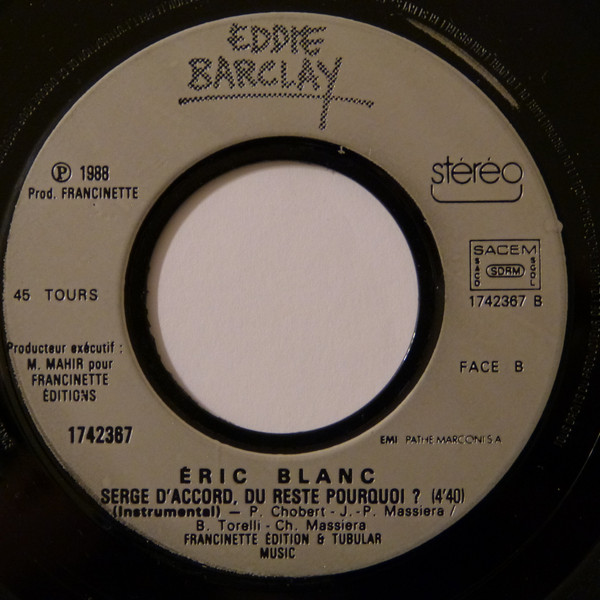 EDDIE
BARCLAY
Ⓟ 1988
Prod. FRANCINETTE
stéréo
SACEM
SACD
SDRM
SGDL
1742367 B
45 TOURS
FACE B
Producteur exécutif :
M. MAHIR pour
FRANCINETTE
ÉDITIONS
1742367
EMI PATHE MARCONI S A
ÉRIC BLANC
SERGE D'ACCORD, DU RESTE POURQUOI ? (4'40)
(Instrumental) – P. Chobert - J.-P. Massiera /
B. Torelli - Ch. Massiera
FRANCINETTE ÉDITION & TUBULAR
MUSIC